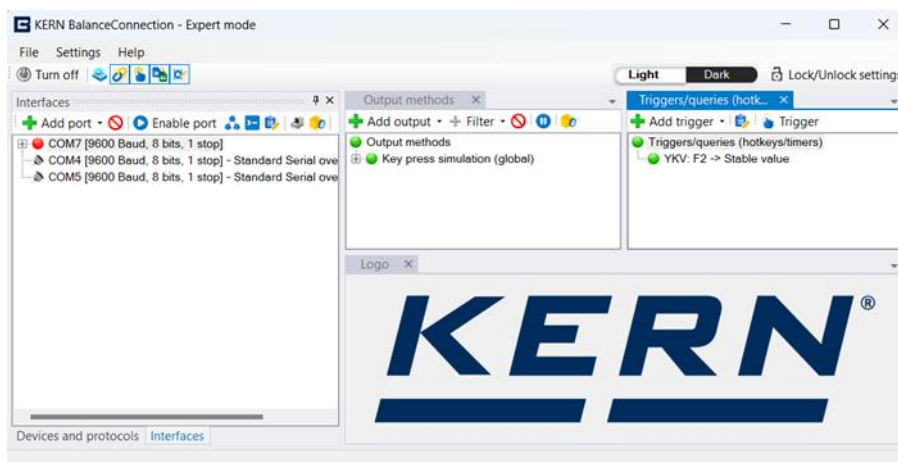 KERN BalanceConnection - Expert mode
File Settings Help
Turn off
Light Dark Lock/Unlock setting
Interfaces
Add port Enable port
COM7 [9600 Baud, 8 bits, 1 stop]
COM4 [9600 Baud, 8 bits, 1 stop] - Standard Serial ove
COM5 [9600 Baud, 8 bits, 1 stop] - Standard Serial ove
Devices and protocols Interfaces
Output methods
Add output Filter
Output methods
Key press simulation (global)
Triggers/queries (hotk...
Add trigger Trigger
Triggers/queries (hotkeys/timers)
YKV: F2 -> Stable value
Logo
KERN®